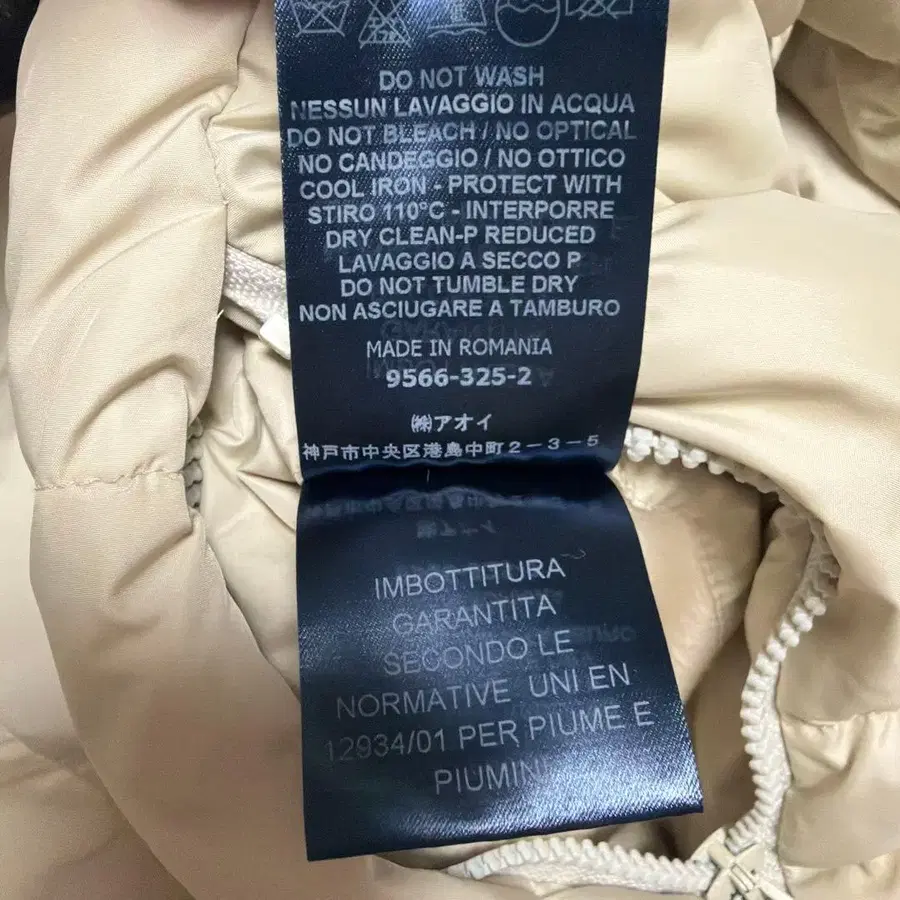 DO NOT WASH
NESSUN LAVAGGIO IN ACQUA
DO NOT BLEACH / NO OPTICAL
NO CANDEGGIO / NO OTTICO
COOL IRON - PROTECT WITH
STIRO 110°C - INTERPORRE
DRY CLEAN-P REDUCED
LAVAGGIO A SECCO P
DO NOT TUMBLE DRY
NON ASCIUGARE A TAMBURO
MADE IN ROMANIA
9566-325-2
㈱アオイ
神戸市中央区港島中町2-3-5
IMBOTTITURA
GARANTITA
SECONDO LE
NORMATIVE UNI EN
12934/01 PER PIUME E
PIUMINI